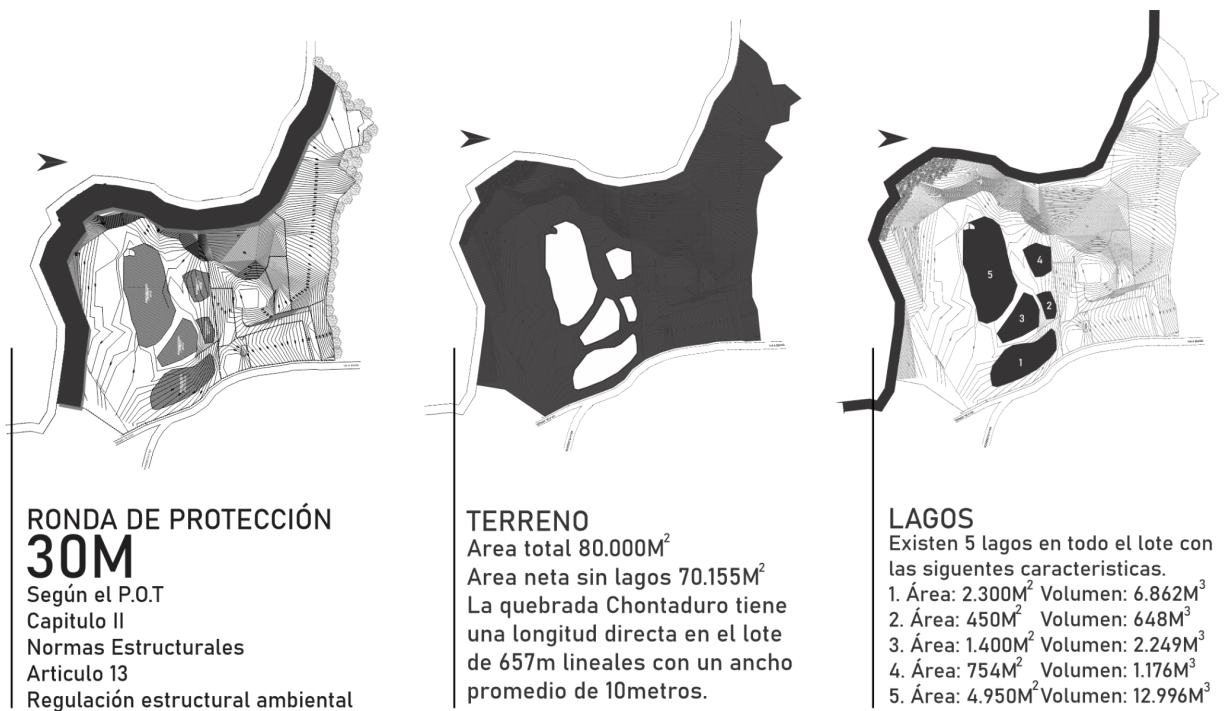 5
4
2
3
1
RONDA DE PROTECCIÓN
30M
Según el P.O.T
Capitulo II
Normas Estructurales
Articulo 13
Regulación estructural ambiental
TERRENO
Area total 80.000M²
Area neta sin lagos 70.155M²
La quebrada Chontaduro tiene
una longitud directa en el lote
de 657m lineales con un ancho
promedio de 10metros.
LAGOS
Existen 5 lagos en todo el lote con
las siguentes caracteristicas.
1. Área: 2.300M² Volumen: 6.862M³
2. Área: 450M² Volumen: 648M³
3. Área: 1.400M² Volumen: 2.249M³
4. Área: 754M² Volumen: 1.176M³
5. Área: 4.950M² Volumen: 12.996M³